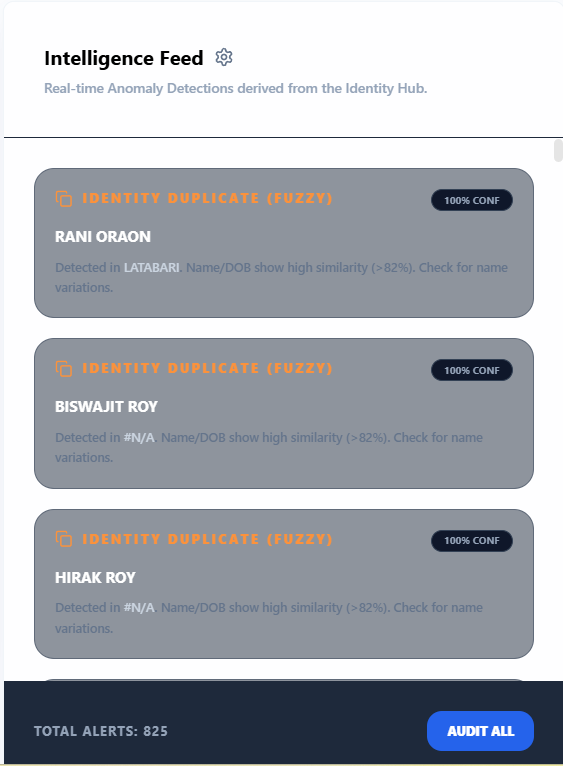 Intelligence Feed
Real-time Anomaly Detections derived from the Identity Hub.
IDENTITY DUPLICATE (FUZZY)
100% CONF
RANI ORAON
Detected in LATABARI. Name/DOB show high similarity (>82%). Check for name
variations.
IDENTITY DUPLICATE (FUZZY)
100% CONF
BISWAJIT ROY
Detected in #N/A. Name/DOB show high similarity (>82%). Check for name
variations.
IDENTITY DUPLICATE (FUZZY)
100% CONF
HIRAK ROY
Detected in #N/A. Name/DOB show high similarity (>82%). Check for name
variations.
TOTAL ALERTS: 825
AUDIT ALL